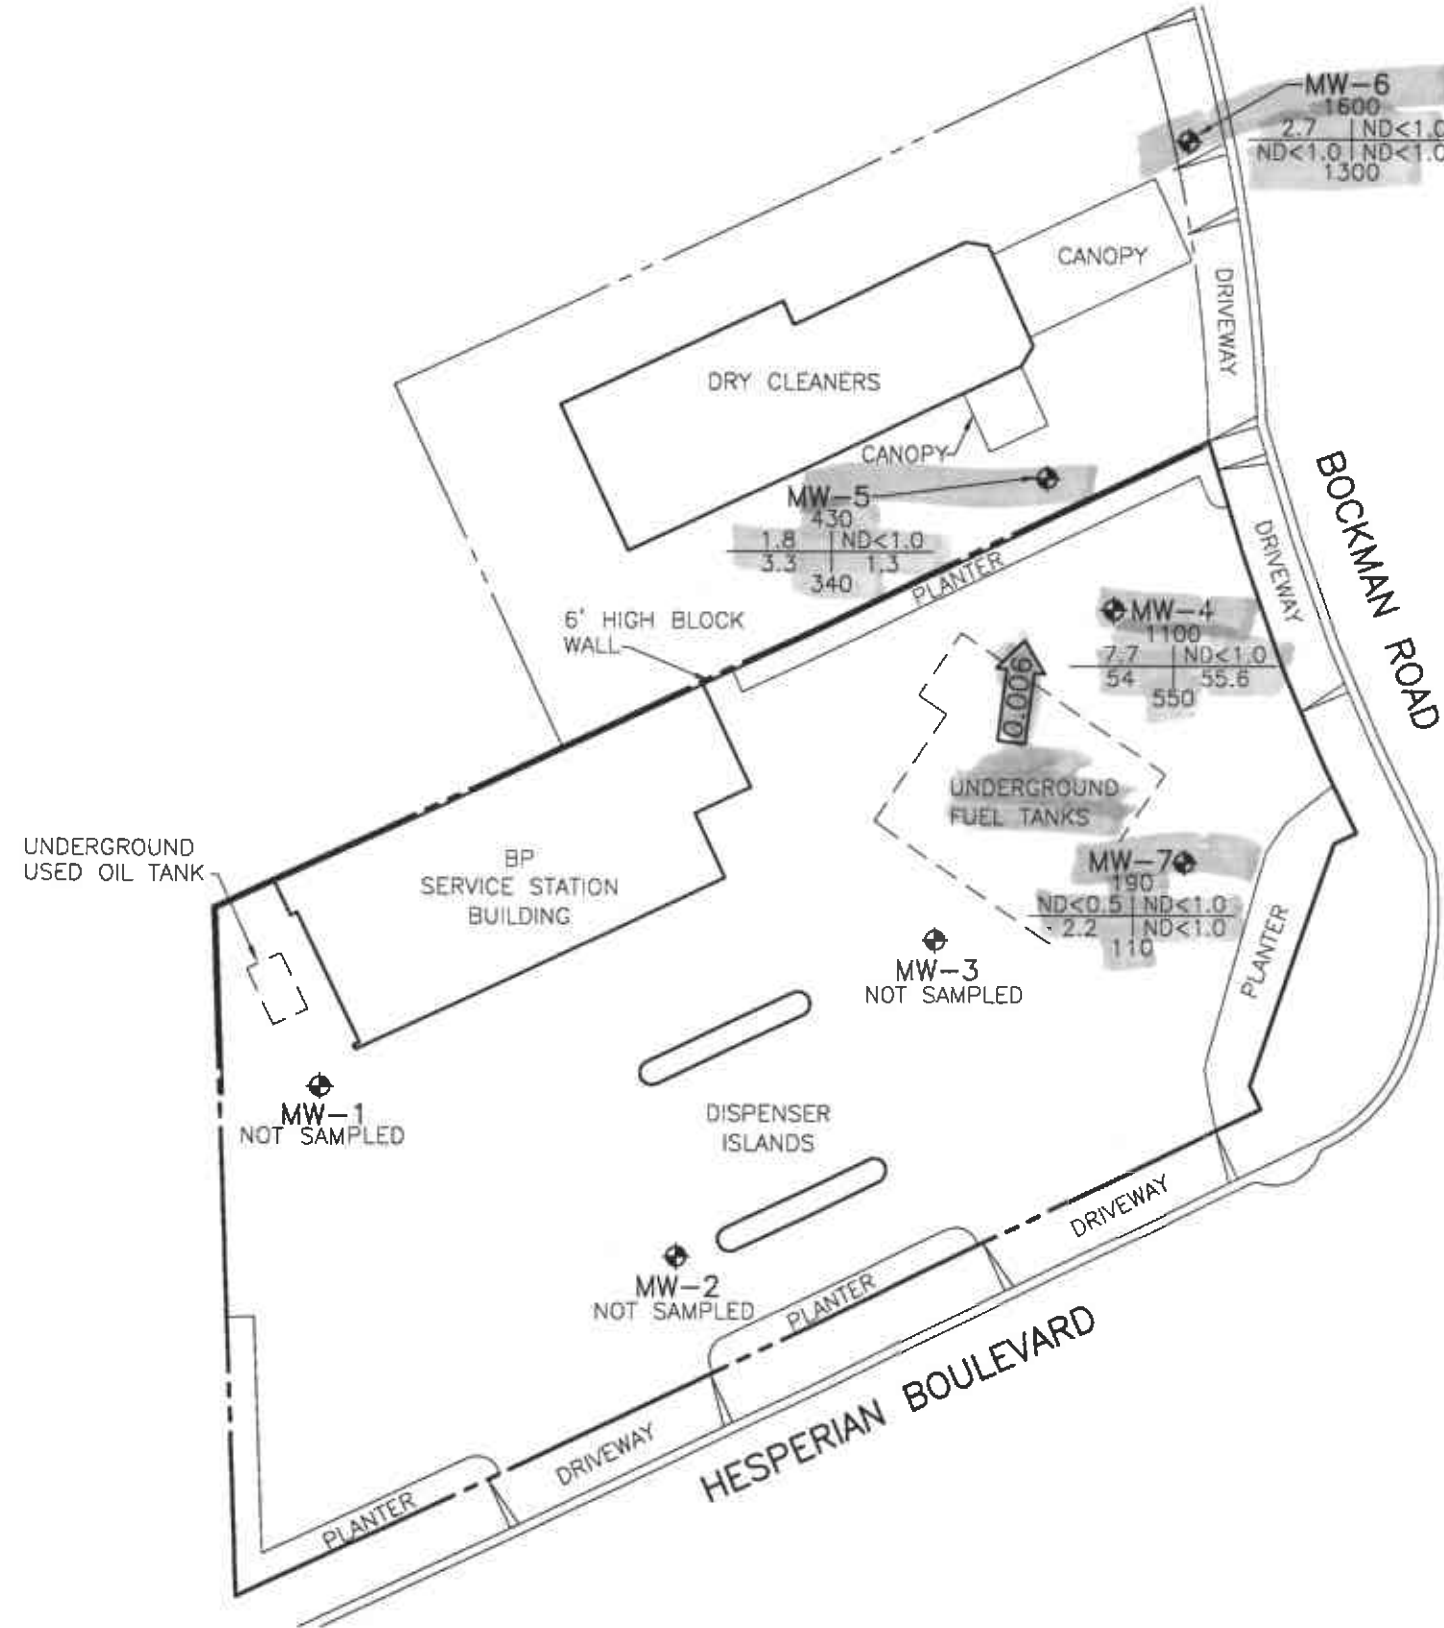 MW-6
1600
2.7 | ND<1.0
ND<1.0 | ND<1.0
1300
CANOPY
DRIVEWAY
DRY CLEANERS
CANOPY
MW-5
430
1.8 | ND<1.0
3.3 | 1.3
340
PLANTER
BOCKMAN ROAD
DRIVEWAY
6' HIGH BLOCK
WALL
MW-4
1100
7.7 | ND<1.0
54 | 55.6
550
0.006
UNDERGROUND
FUEL TANKS
UNDERGROUND
USED OIL TANK
BP
SERVICE STATION
BUILDING
MW-7
190
ND<0.5 | ND<1.0
2.2 | ND<1.0
110
PLANTER
MW-3
NOT SAMPLED
MW-1
NOT SAMPLED
DISPENSER
ISLANDS
DRIVEWAY
MW-2
NOT SAMPLED
PLANTER
HESPERIAN BOULEVARD
DRIVEWAY
PLANTER